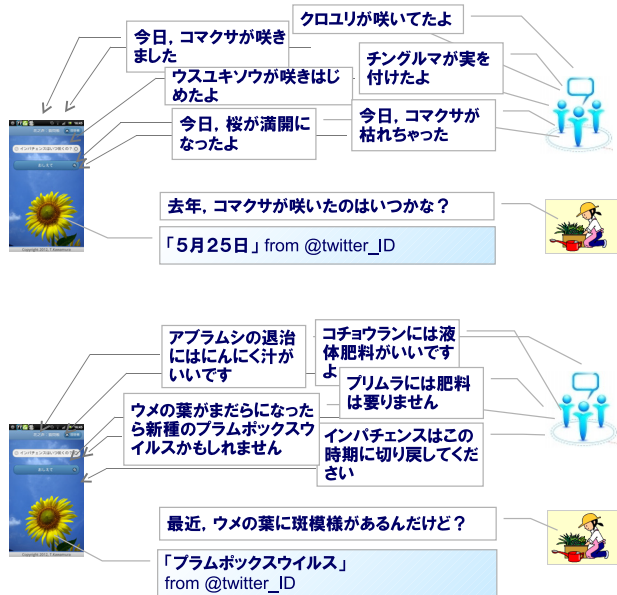 クロユリが咲いてたよ
今日，コマクサが咲き
ました
チングルマが実を
付けたよ
ウスユキソウが咲きはじ
めたよ
今日，桜が満開に
なったよ
今日，コマクサが
枯れちゃった
去年，コマクサが咲いたのはいつかな？
「５月２５日」 from @twitter_ID
アブラムシの退治
にはにんにく汁が
いいです
コチョウランには液
体肥料がいいです
よ
プリムラには肥料
は要りません
ウメの葉がまだらになった
ら新種のプラムポックスウ
イルスかもしれません
インパチェンスはこの
時期に切り戻してくだ
さい
最近，ウメの葉に斑模様があるんだけど？
「プラムポックスウイルス」
from @twitter_ID